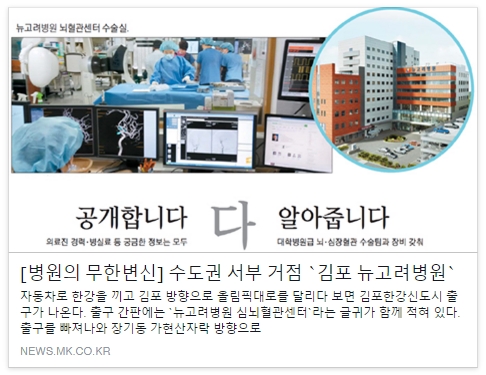 뉴고려병원 뇌혈관센터 수술실.
공개합니다 다 알아줍니다
의료진 경력·병실료 등 궁금한 정보는 모두 대학병원급 뇌·심장혈관 수술팀과 장비 갖춰
[병원의 무한변신] 수도권 서부 거점 `김포 뉴고려병원`
자동차로 한강을 끼고 김포 방향으로 올림픽대로를 달리다 보면 김포한강신도시 출
구가 나온다. 출구 간판에는 `뉴고려병원 심뇌혈관센터`라는 글귀가 함께 적혀 있다.
출구를 빠져나와 장기동 가현산자락 방향으로
NEWS.MK.CO.KR